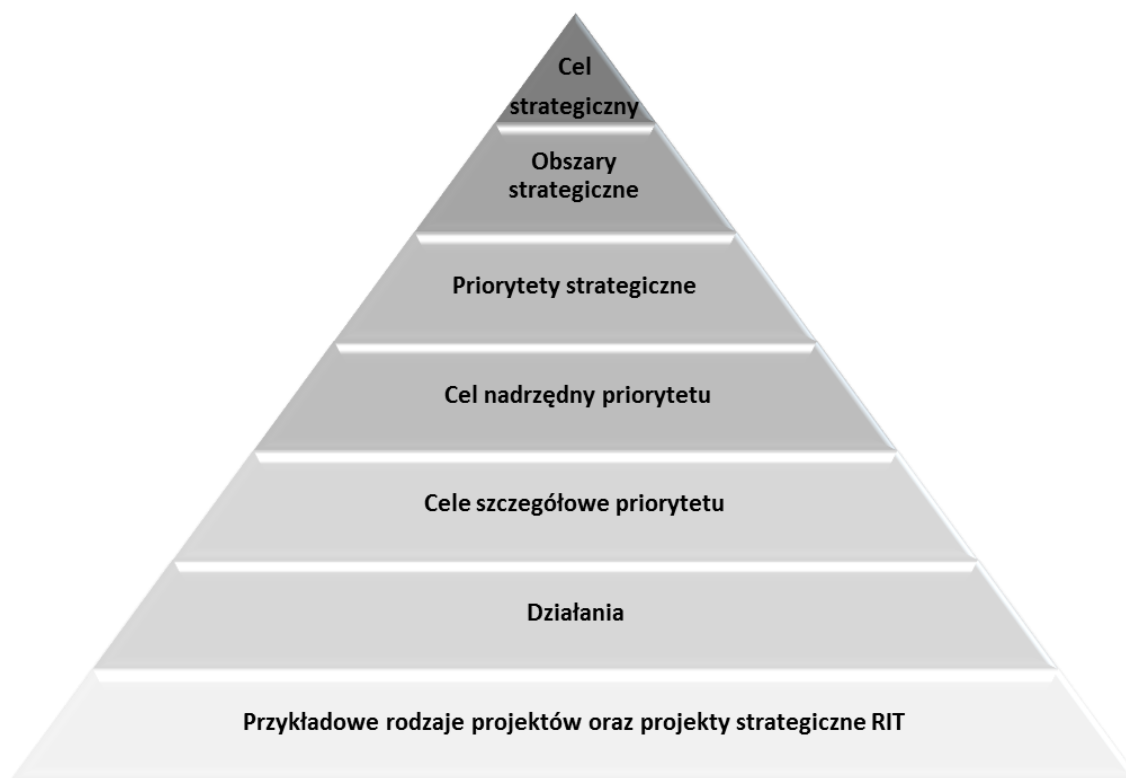 Cel
strategiczny
Obszary
strategiczne
Priorytety strategiczne
Cel nadrzędny priorytetu
Cele szczegółowe priorytetu
Działania
Przykładowe rodzaje projektów oraz projekty strategiczne RIT